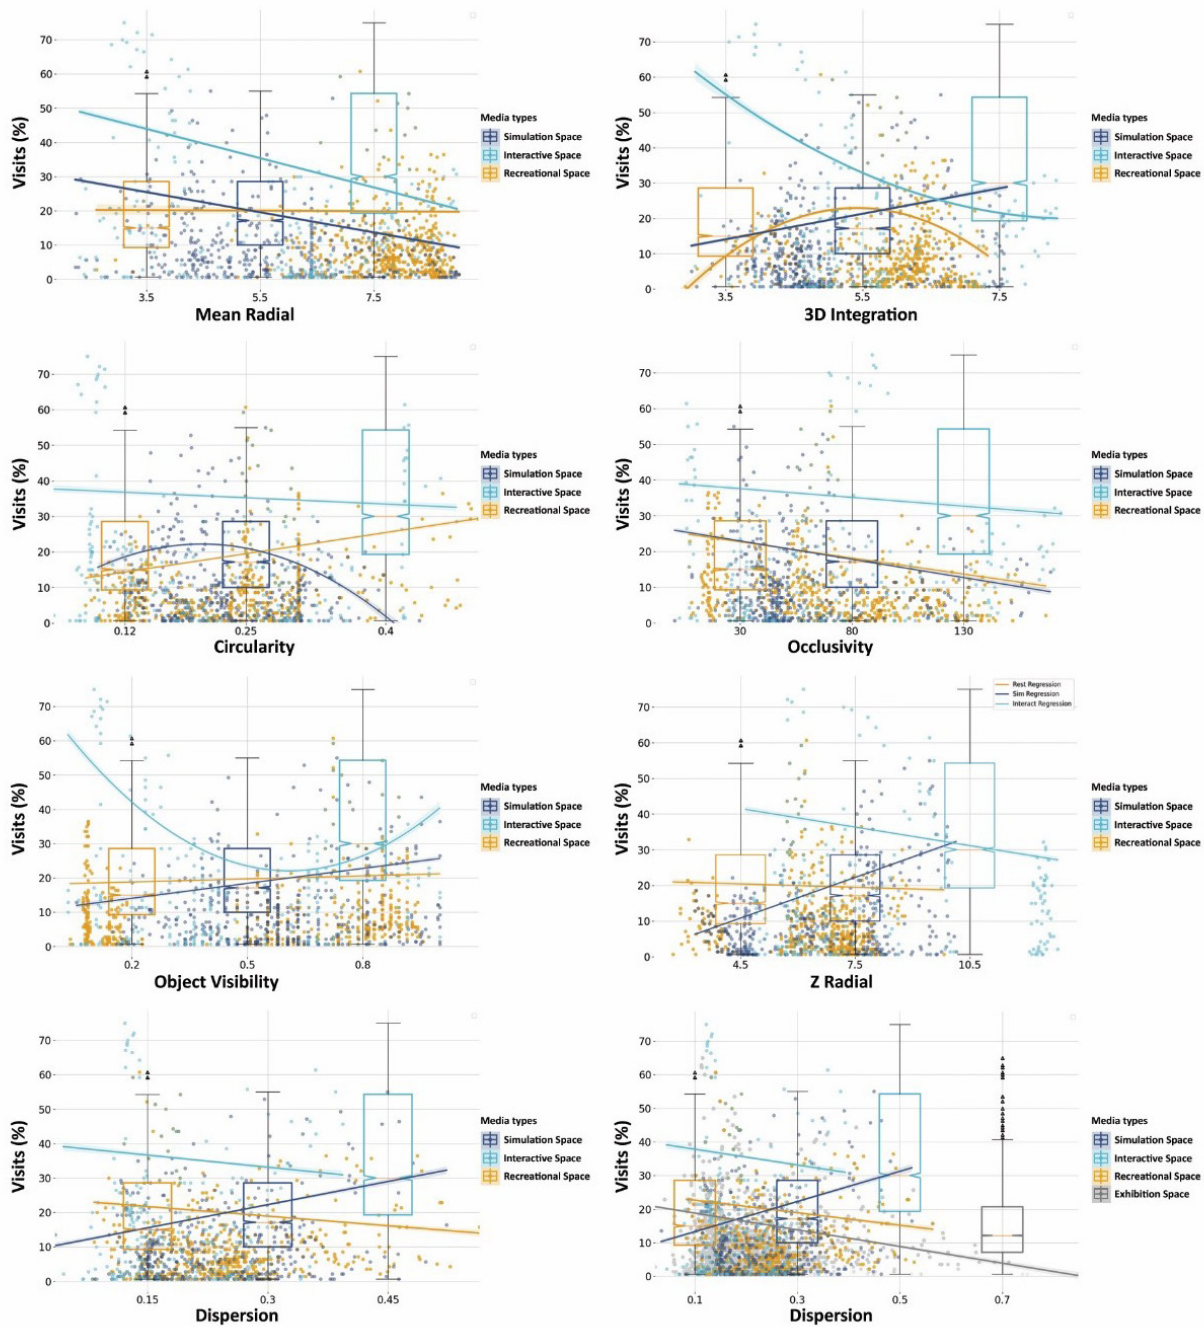 Visits (%)
70
60
50
40
30
20
10
0
3.5
5.5
7.5
Mean Radial
Media types
Simulation Space
Interactive Space
Recreational Space
Visits (%)
70
60
50
40
30
20
10
0
3.5
5.5
7.5
3D Integration
Media types
Simulation Space
Interactive Space
Recreational Space
Visits (%)
70
60
50
40
30
20
10
0
0.12
0.25
0.4
Circularity
Media types
Simulation Space
Interactive Space
Recreational Space
Visits (%)
70
60
50
40
30
20
10
0
30
80
130
Occlusivity
Media types
Simulation Space
Interactive Space
Recreational Space
Visits (%)
70
60
50
40
30
20
10
0
0.2
0.5
0.8
Object Visibility
Media types
Simulation Space
Interactive Space
Recreational Space
Visits (%)
70
60
50
40
30
20
10
0
4.5
7.5
10.5
Z Radial
Rest Regression
Sim Regression
Interact Regression
Media types
Simulation Space
Interactive Space
Recreational Space
Visits (%)
70
60
50
40
30
20
10
0
0.15
0.3
0.45
Dispersion
Media types
Simulation Space
Interactive Space
Recreational Space
Visits (%)
70
60
50
40
30
20
10
0
0.1
0.3
0.5
0.7
Dispersion
Media types
Simulation Space
Interactive Space
Recreational Space
Exhibition Space